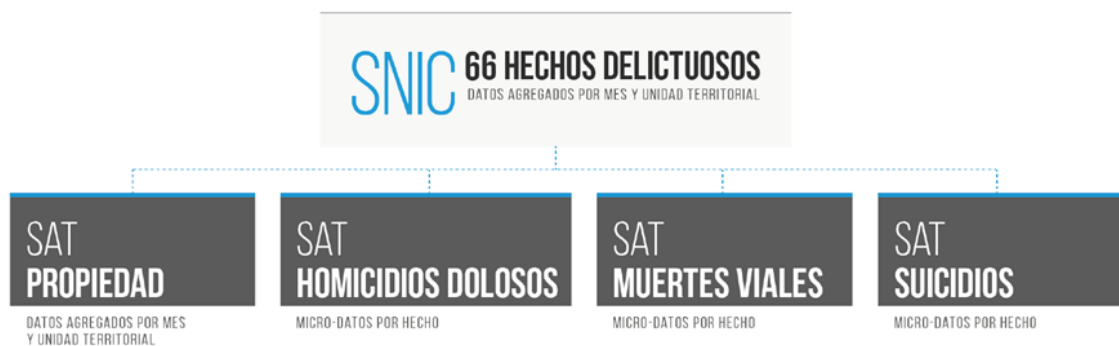 SNIC 66 HECHOS DELICTUOSOS
DATOS AGREGADOS POR MES Y UNIDAD TERRITORIAL
SAT
PROPIEDAD
DATOS AGREGADOS POR MES
Y UNIDAD TERRITORIAL
SAT
HOMICIDIOS DOLOSOS
MICRO-DATOS POR HECHO
SAT
MUERTES VIALES
MICRO-DATOS POR HECHO
SAT
SUICIDIOS
MICRO-DATOS POR HECHO